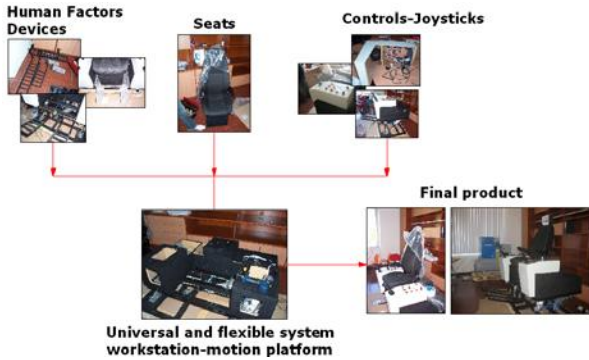 Human Factors
Devices
Seats
Controls-Joysticks
Final product
Universal and flexible system
workstation-motion platform